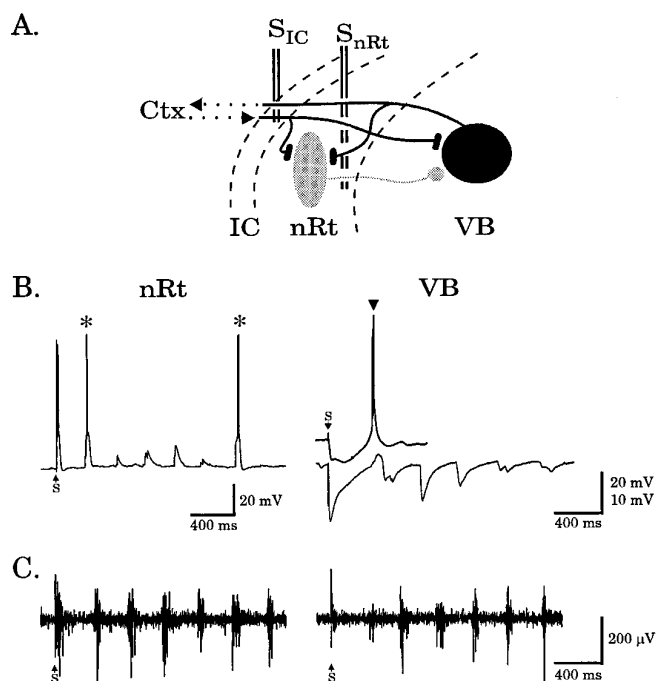 A.
S_IC S_nRt
Ctx
IC nRt VB
B. nRt VB
* *
s
s
20 mV
400 ms
20 mV
10 mV
400 ms
C.
200 µV
s
s
400 ms